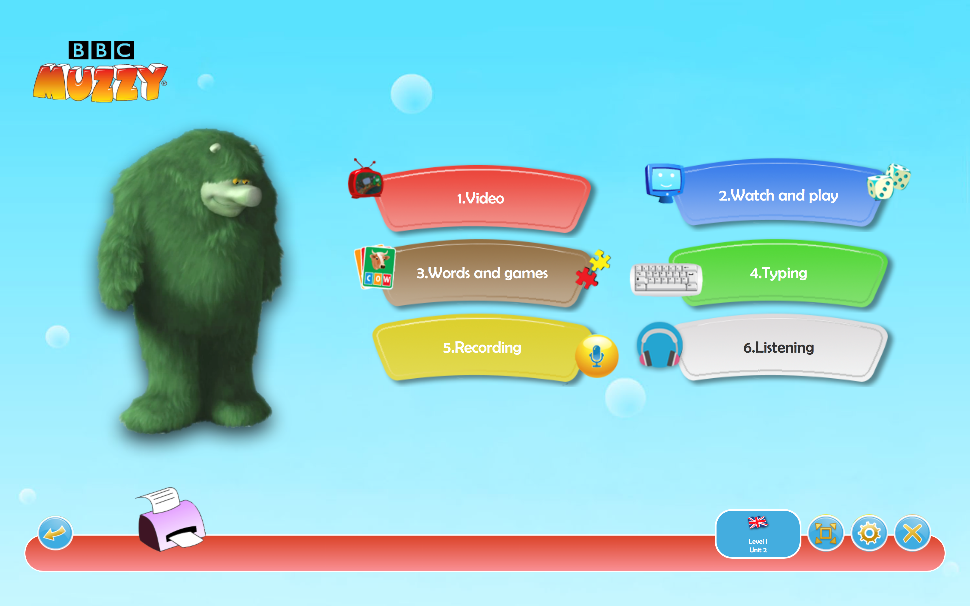 BBC
MUZZY
1.Video
2.Watch and play
3.Words and games
COW
4.Typing
5.Recording
6.Listening
Level 1
Unit 2